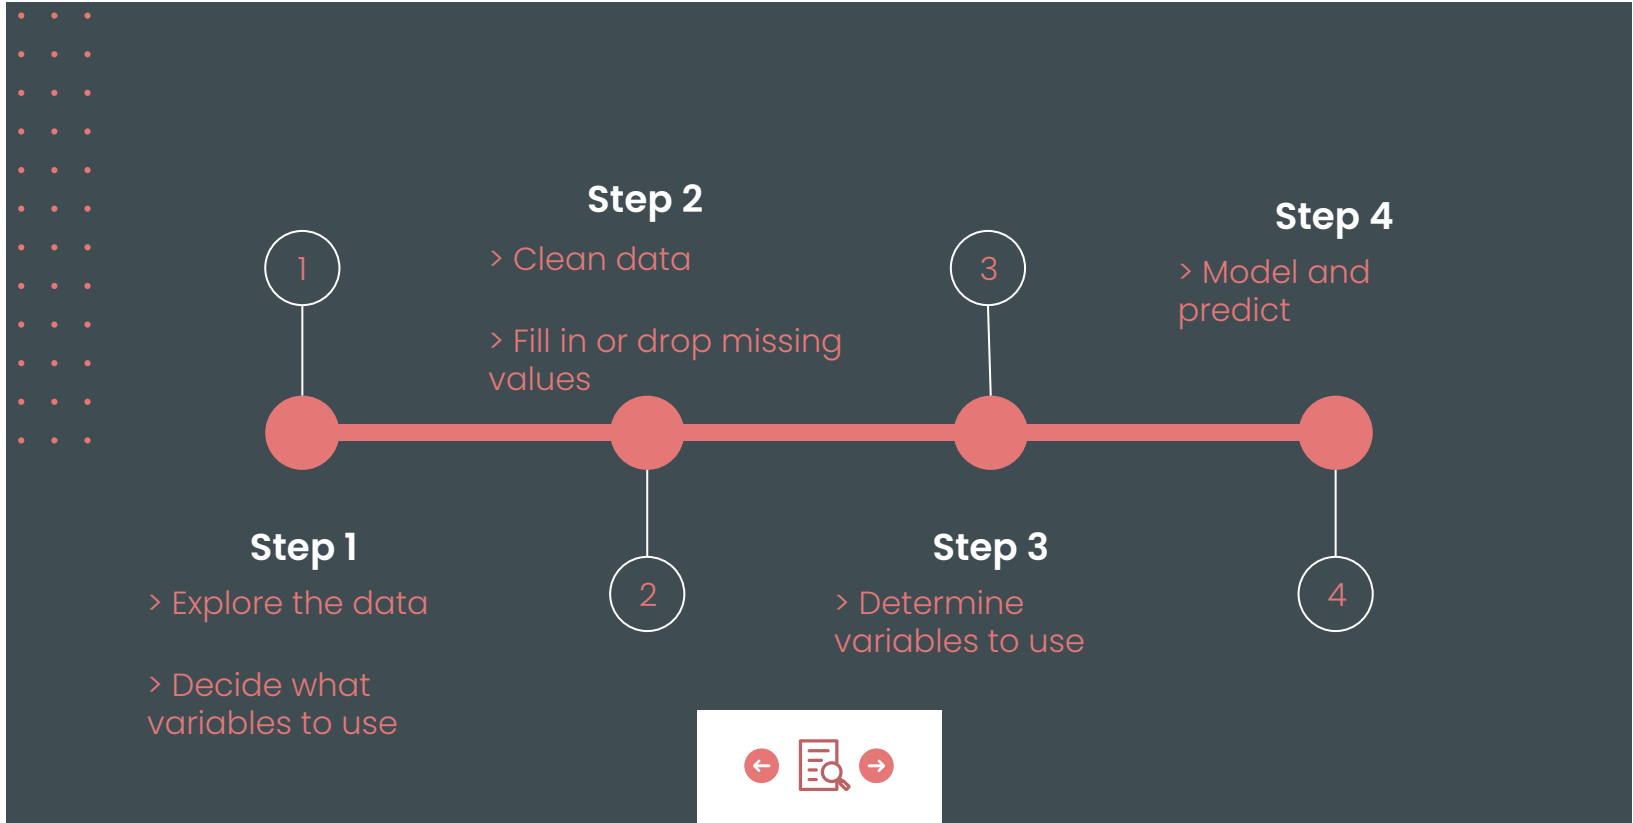 1
Step 1
> Explore the data
> Decide what
variables to use
Step 2
> Clean data
> Fill in or drop missing
values
2
3
Step 3
> Determine
variables to use
Step 4
> Model and
predict
4